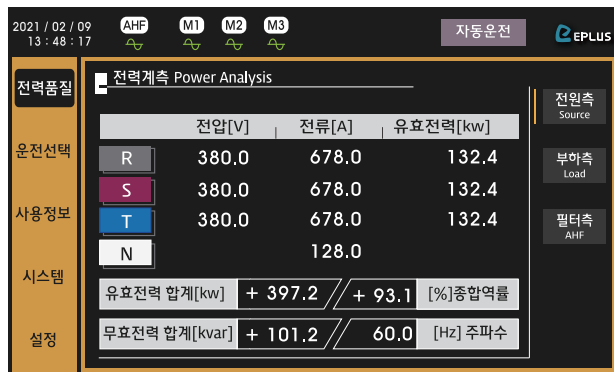 2021 / 02 / 09 AHF M1 M2 M3 자동운전 EPLUS
13 : 48 : 17
전력품질
운전선택
사용정보
시스템
설정
전력계측 Power Analysis
전압[V] 전류[A] 유효전력[kw]
R 380.0 678.0 132.4
S 380.0 678.0 132.4
T 380.0 678.0 132.4
N 128.0
유효전력 합계[kw] + 397.2 + 93.1 [%]종합역률
무효전력 합계[kvar] + 101.2 60.0 [Hz] 주파수
전원측
Source
부하측
Load
필터측
AHF